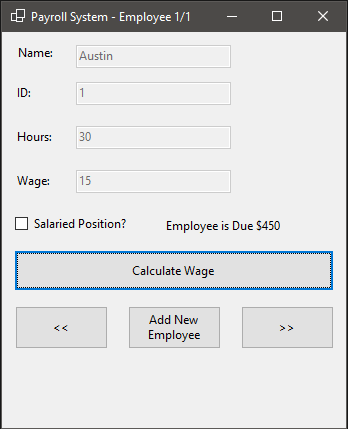 Payroll System - Employee 1/1
Name: Austin
ID: 1
Hours: 30
Wage: 15
Salaried Position? Employee is Due $450
Calculate Wage
<<
Add New
Employee
>>